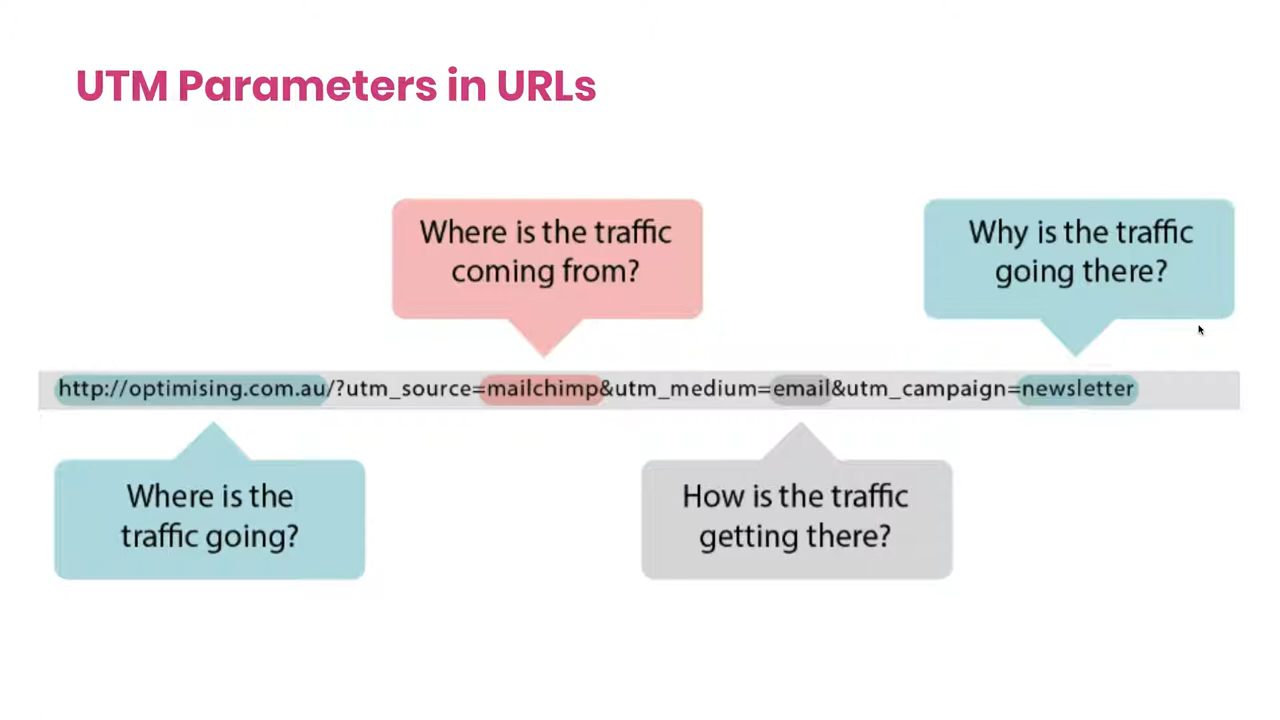 UTM Parameters in URLs
Where is the traffic
coming from?
Why is the traffic
going there?
http://optimising.com.au/?utm_source=mailchimp&utm_medium=email&utm_campaign=newsletter
Where is the
traffic going?
How is the traffic
getting there?